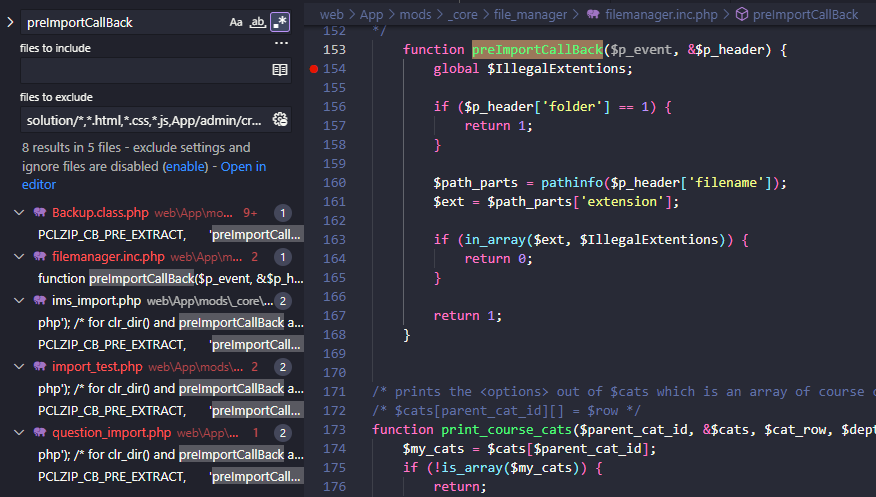 preImportCallBack
Aa ab .*
files to include
files to exclude
solution/*,*.html,*.css,*.js,App/admin/cr...
8 results in 5 files - exclude settings and
ignore files are disabled (enable) - Open in
editor
Backup.class.php web\App\mo... 9+ 1
PCLZIP_CB_PRE_EXTRACT, 'preImportCall...
filemanager.inc.php web\App\... 2 1
function preImportCallBack($p_event, &$p_h...
ims_import.php web\App\mods\_core\... 2
php'); /* for clr_dir() and preImportCallBack a...
PCLZIP_CB_PRE_EXTRACT, 'preImportCall...
import_test.php web\App\mods\... 2 2
php'); /* for clr_dir() and preImportCallBack a...
PCLZIP_CB_PRE_EXTRACT, 'preImportCall...
question_import.php web\App\... 1 2
php'); /* for clr_dir() and preImportCallBack a...
PCLZIP_CB_PRE_EXTRACT, 'preImportCall...
web > App > mods > _core > file_manager > filemanager.inc.php > preImportCallBack
152 */
153 function preImportCallBack($p_event, &$p_header) {
154 global $IllegalExtentions;
155
156 if ($p_header['folder'] == 1) {
157 return 1;
158 }
159
160 $path_parts = pathinfo($p_header['filename']);
161 $ext = $path_parts['extension'];
162
163 if (in_array($ext, $IllegalExtentions)) {
164 return 0;
165 }
166
167 return 1;
168 }
169
170
171 /* prints the <options> out of $cats which is an array of course
172 /* $cats[parent_cat_id][] = $row */
173 function print_course_cats($parent_cat_id, &$cats, $cat_row, $dept
174 $my_cats = $cats[$parent_cat_id];
175 if (!is_array($my_cats)) {
176 return;